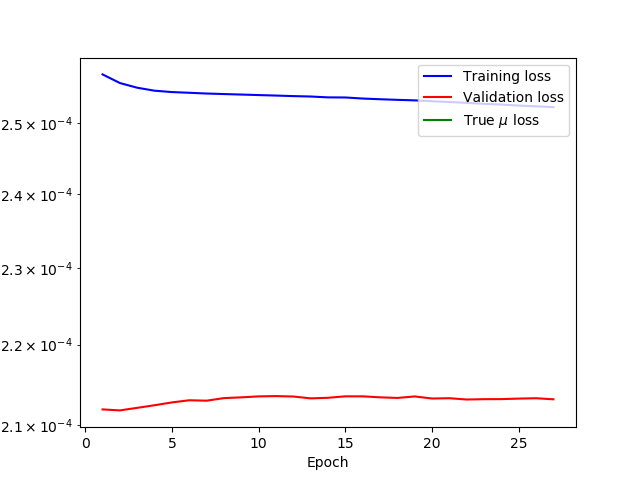 Training loss
Validation loss
True μ loss
2.5 × 10⁻⁴
2.4 × 10⁻⁴
2.3 × 10⁻⁴
2.2 × 10⁻⁴
2.1 × 10⁻⁴
0 5 10 15 20 25
Epoch